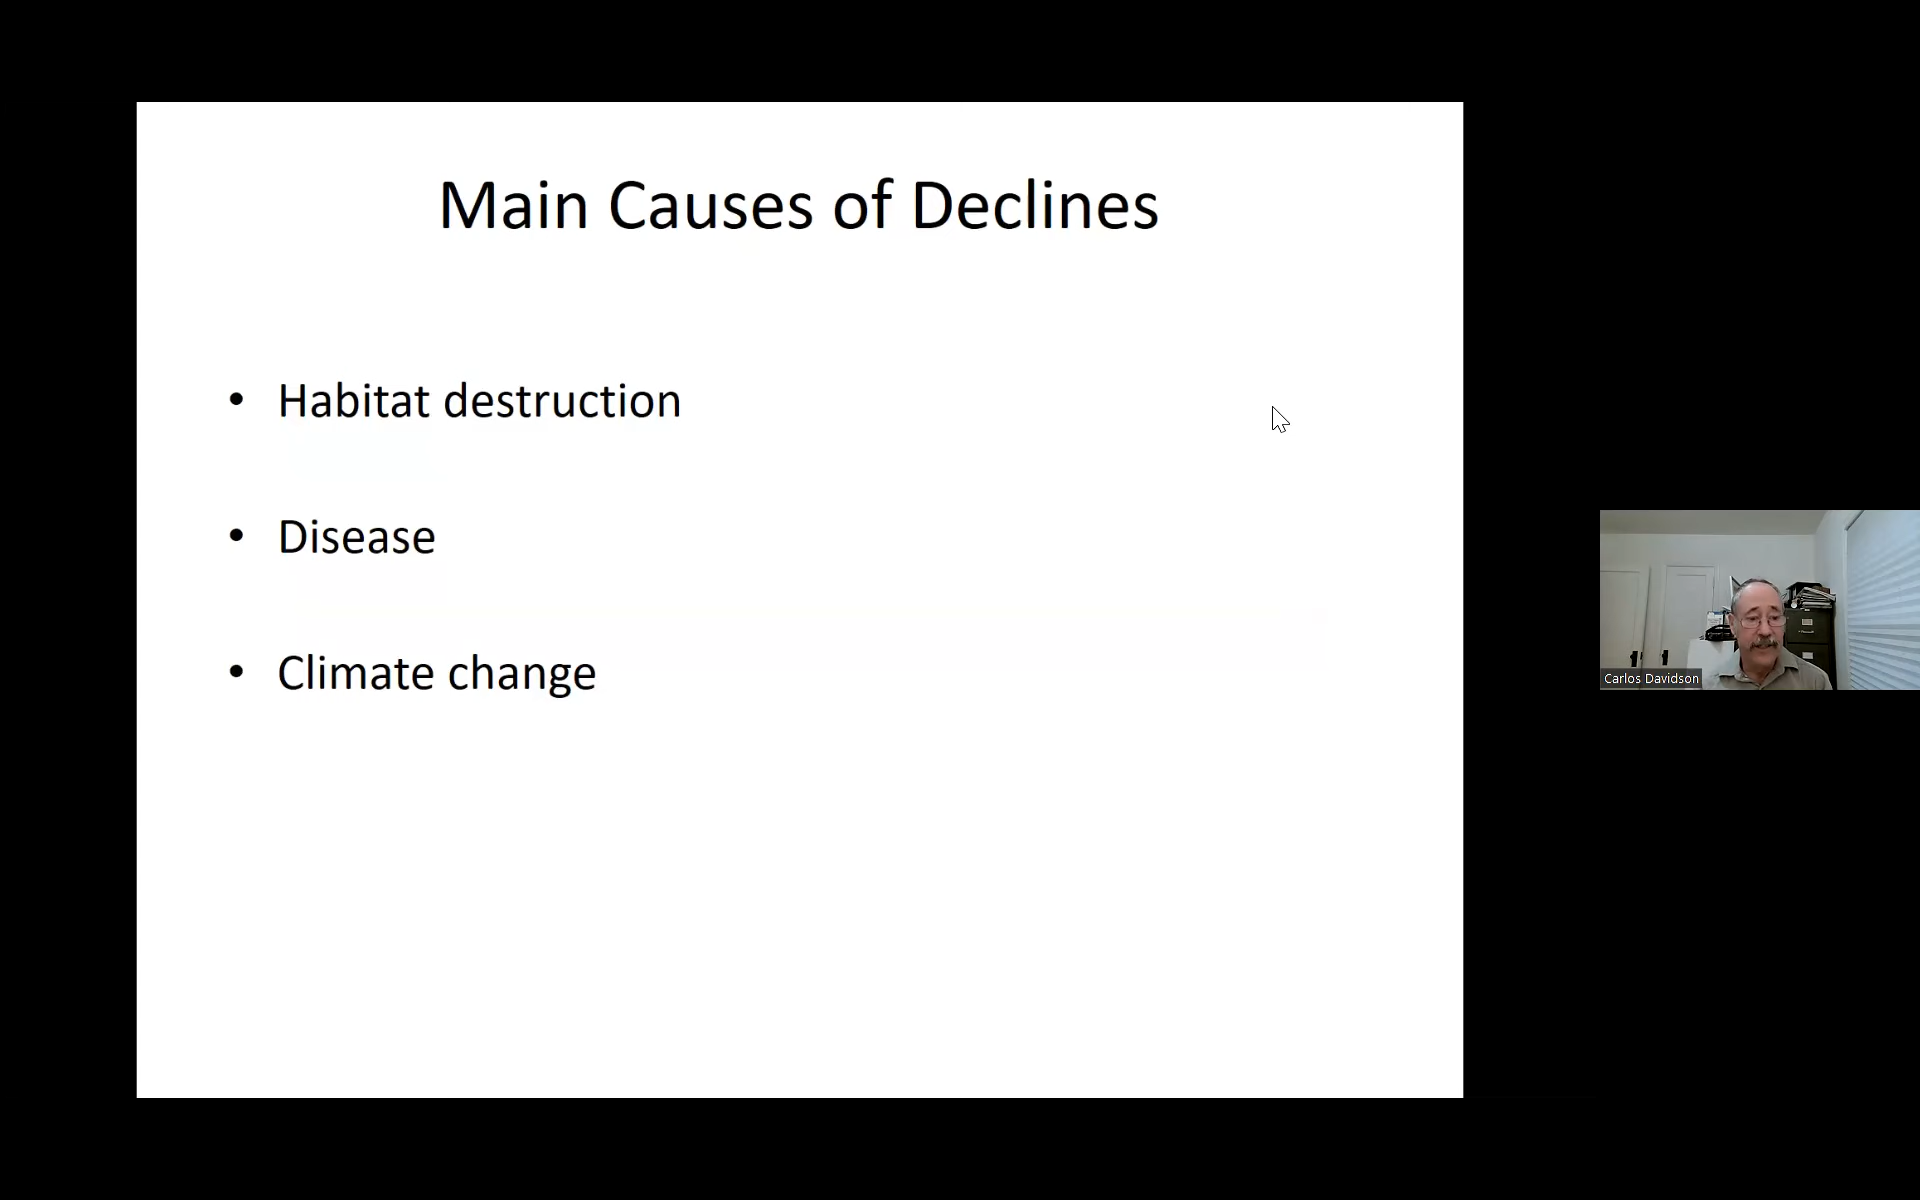 Main Causes of Declines
• Habitat destruction
• Disease
• Climate change
Carlos Davidson